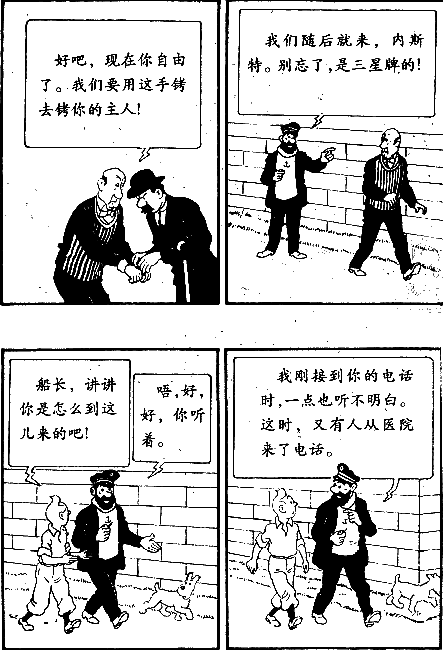 好吧，现在你自由
了。我们要用这手铐
去铐你的主人！
我们随后就来，内斯
特。别忘了，是三星牌的！
船长，讲讲
你是怎么到这
儿来的吧！
唔，好，
好，你听
着。
我刚接到你的电话
时，一点也听不明白。
这时，又有人从医院
来了电话。